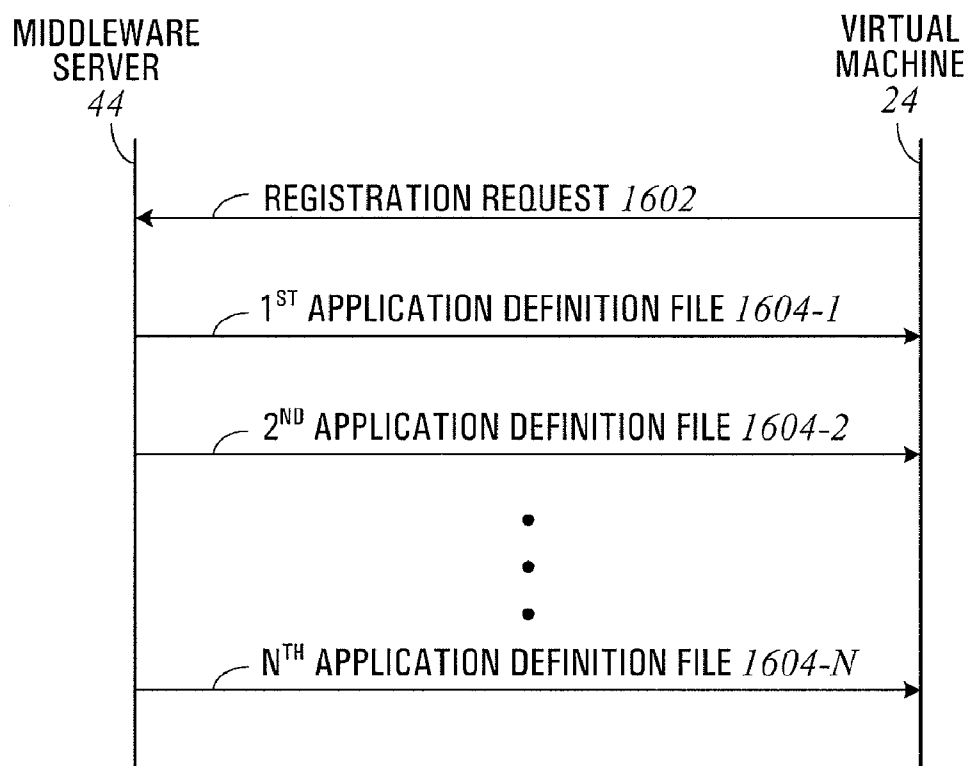 MIDDLEWARE
SERVER
44
VIRTUAL
MACHINE
24
REGISTRATION REQUEST 1602
1ST APPLICATION DEFINITION FILE 1604-1
2ND APPLICATION DEFINITION FILE 1604-2
NTH APPLICATION DEFINITION FILE 1604-N